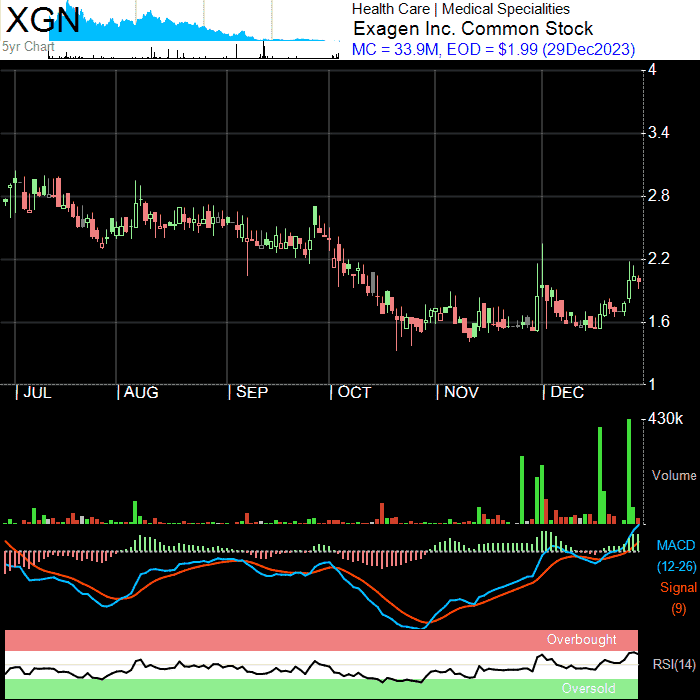 XGN
5yr Chart
Health Care | Medical Specialities
Exagen Inc. Common Stock
MC = 33.9M, EOD = $1.99 (29Dec2023)
4
3.4
2.8
2.2
1.6
1
JUL AUG SEP OCT NOV DEC
430k
Volume
MACD
(12-26)
Signal
(9)
Overbought
RSI(14)
Oversold